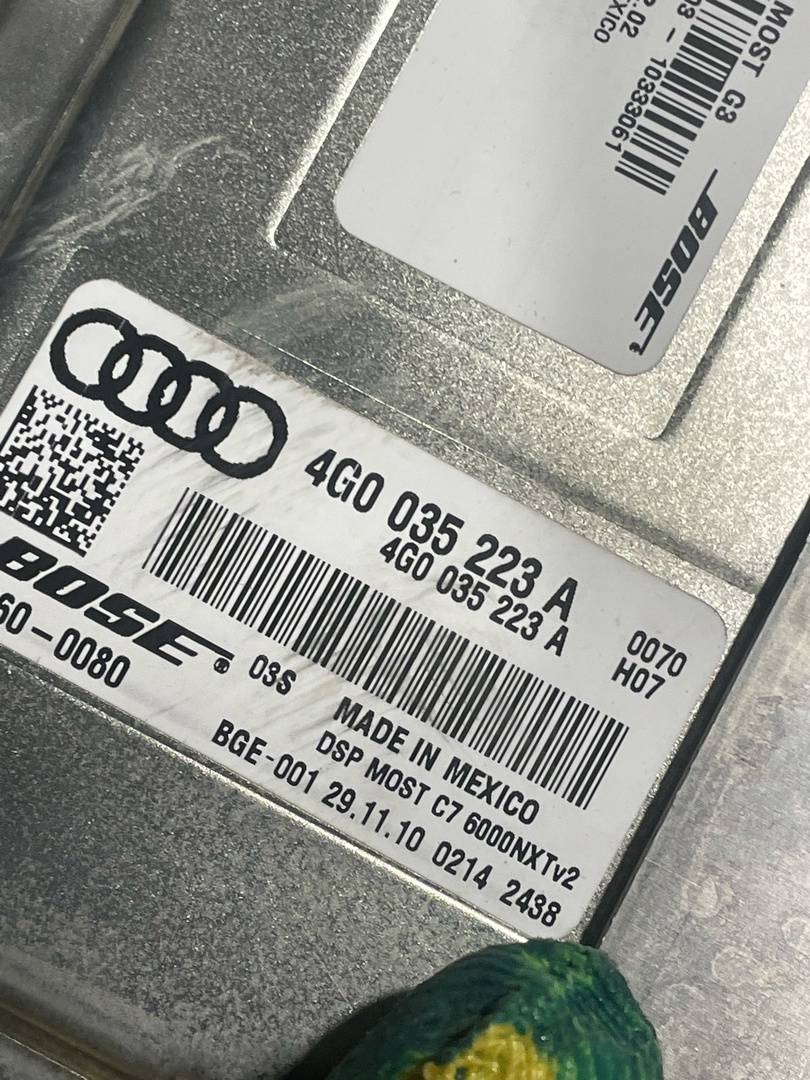 MOST G3
103333061
BOSE
4G0 035 223 A
4G0 035 223 A
0070
H07
BOSE®
03S
60-0080
MADE IN MEXICO
DSP MOST C7 6000NXTv2
BGE-001 29.11.10 0214 2438